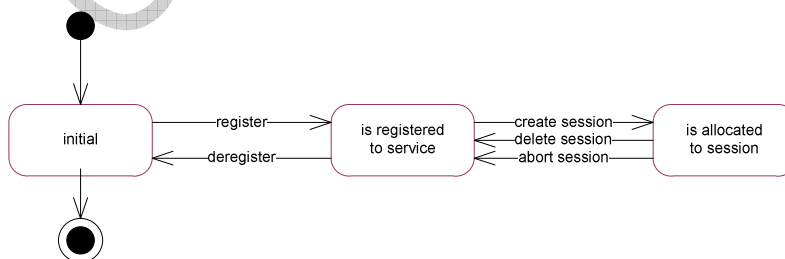 initial
register
deregister
is registered
to service
create session
delete session
abort session
is allocated
to session